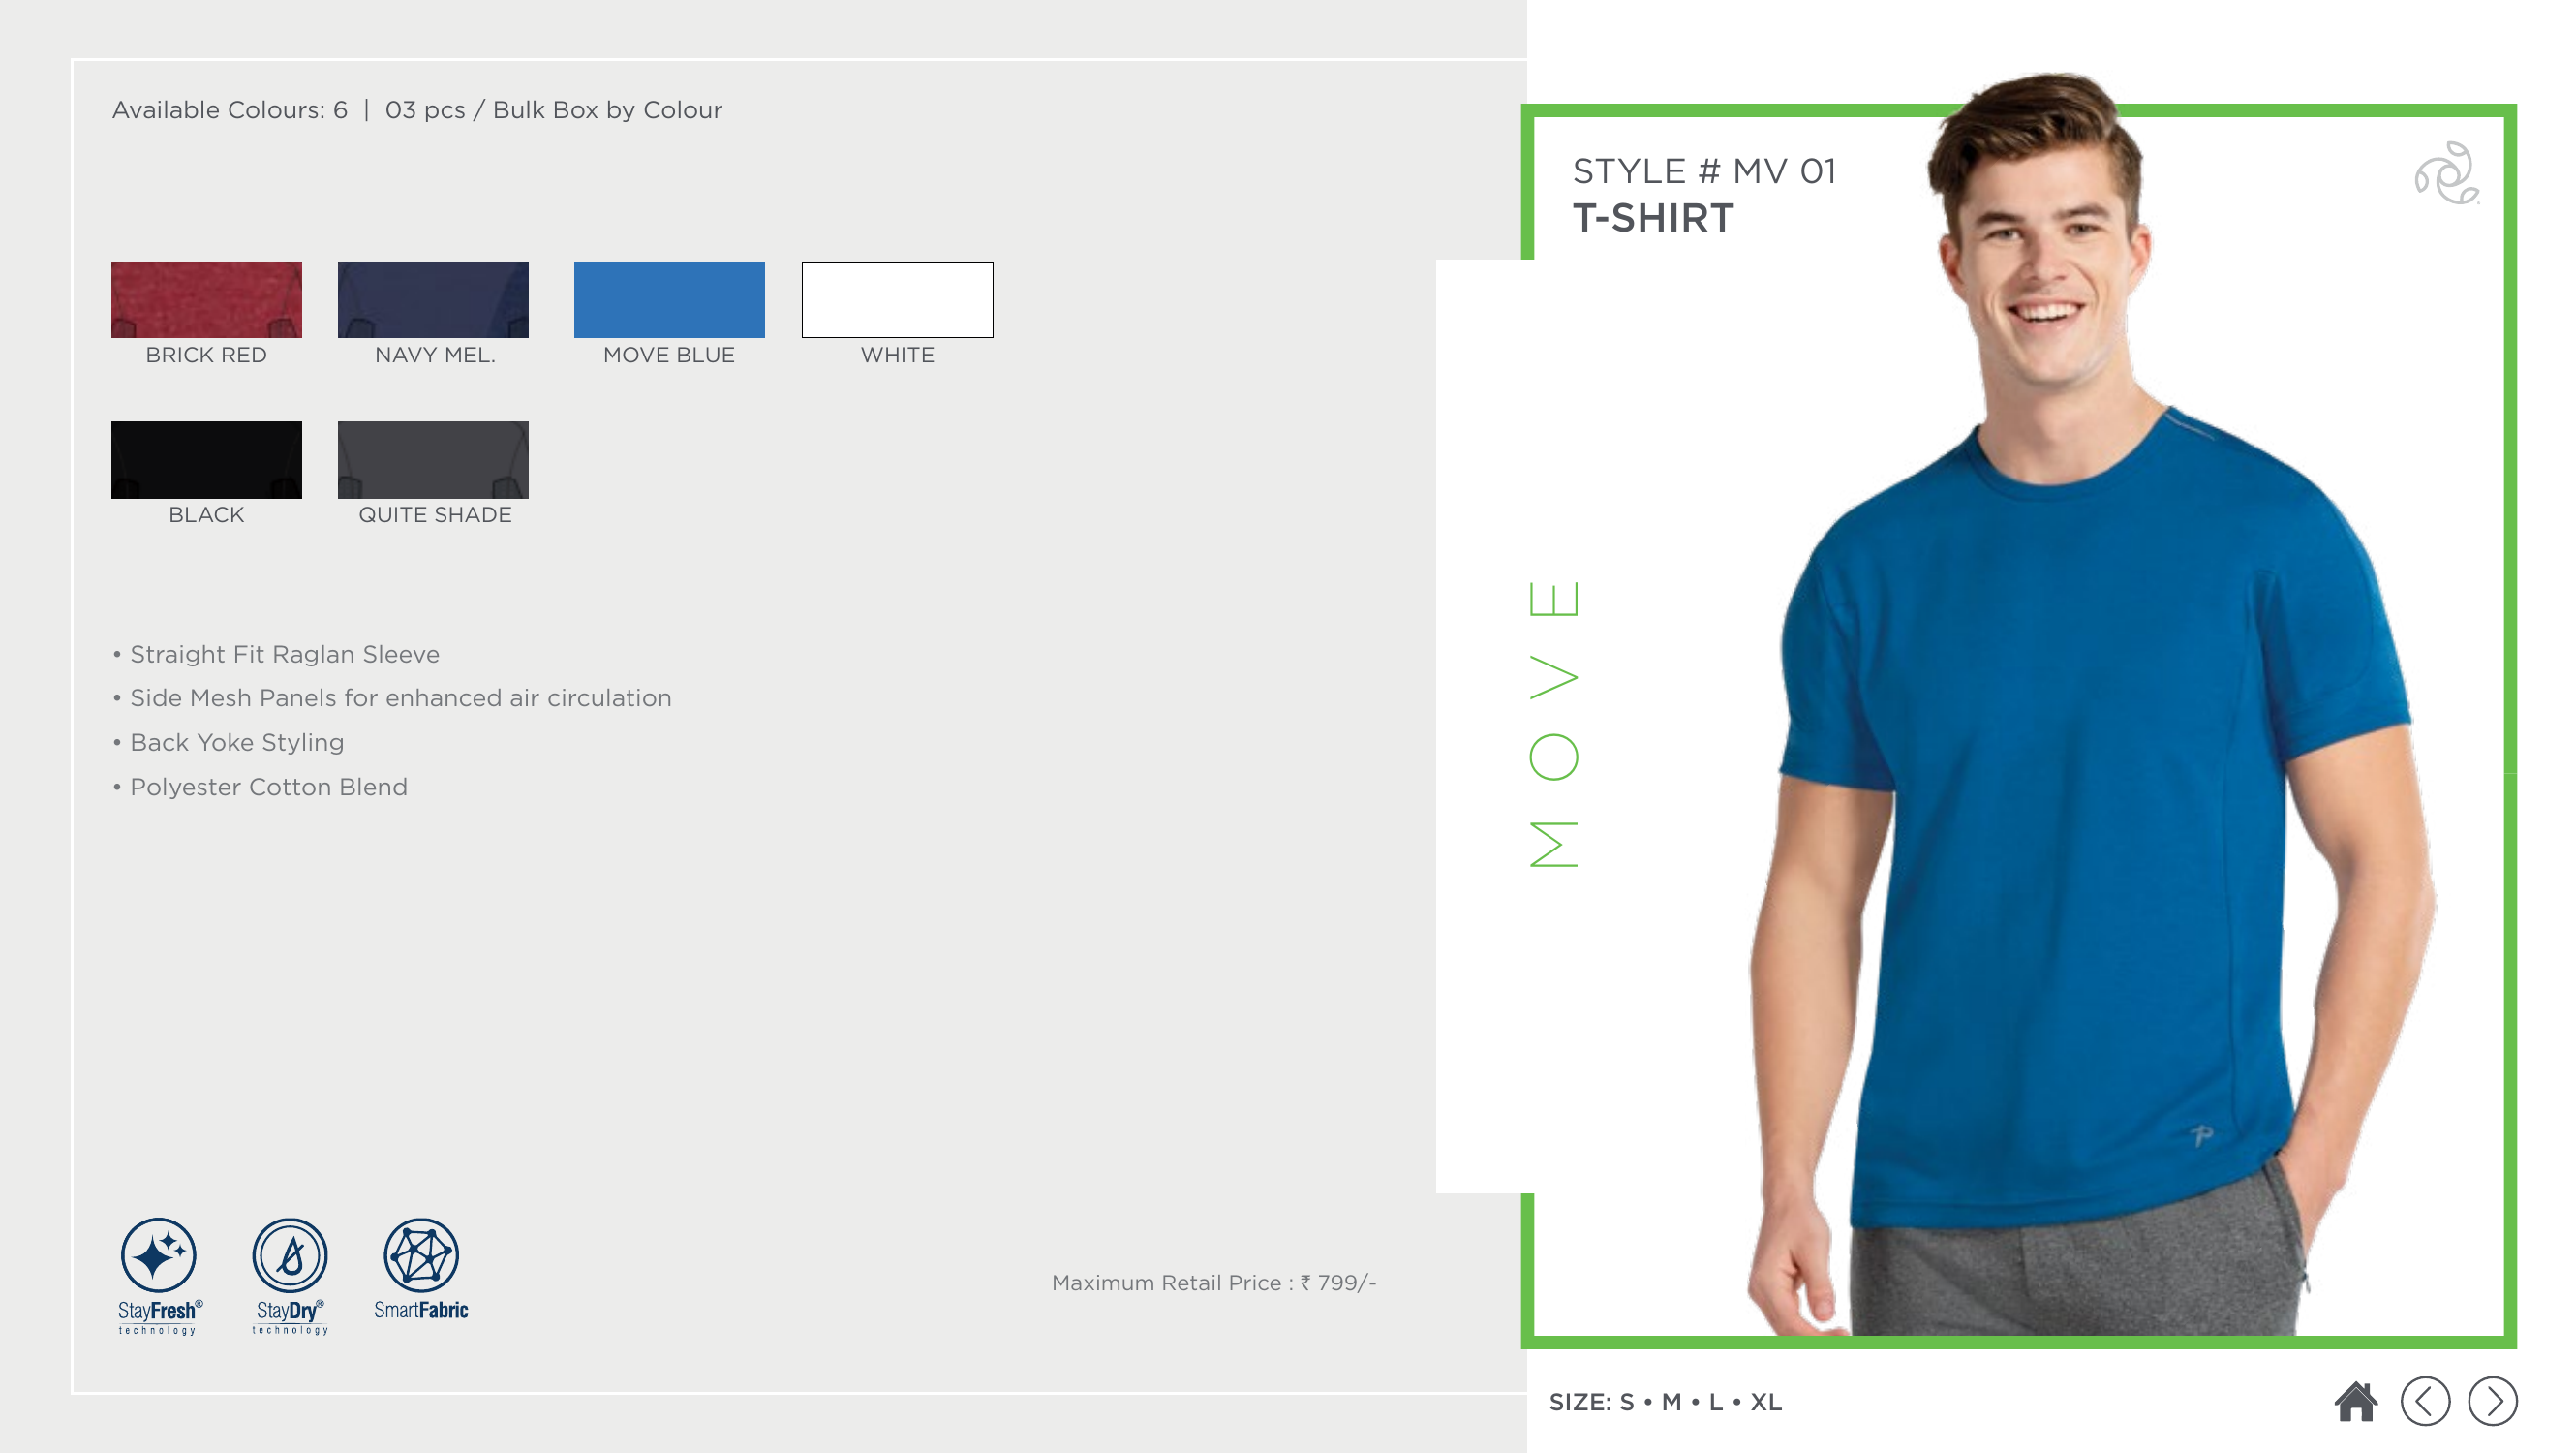 Available Colours: 6 | 03 pcs / Bulk Box by Colour
BRICK RED
NAVY MEL.
MOVE BLUE
WHITE
BLACK
QUITE SHADE
• Straight Fit Raglan Sleeve
• Side Mesh Panels for enhanced air circulation
• Back Yoke Styling
• Polyester Cotton Blend
StayFresh®
technology
StayDry®
technology
SmartFabric
Maximum Retail Price : ₹ 799/-
STYLE # MV 01
T-SHIRT
MOVE
SIZE: S • M • L • XL